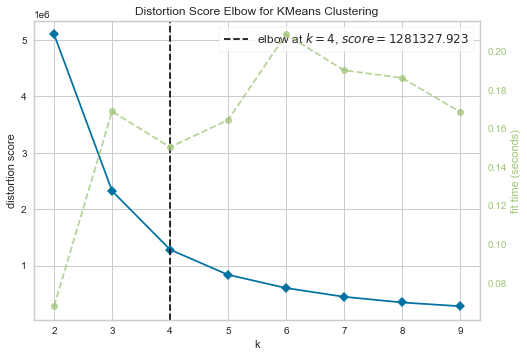 Distortion Score Elbow for KMeans Clustering
1e6
elbow at k = 4, score = 1281327.923
5
4
3
2
1
distortion score
0.20
0.18
0.16
0.14
0.12
0.10
0.08
fit time (seconds)
2 3 4 5 6 7 8 9
k